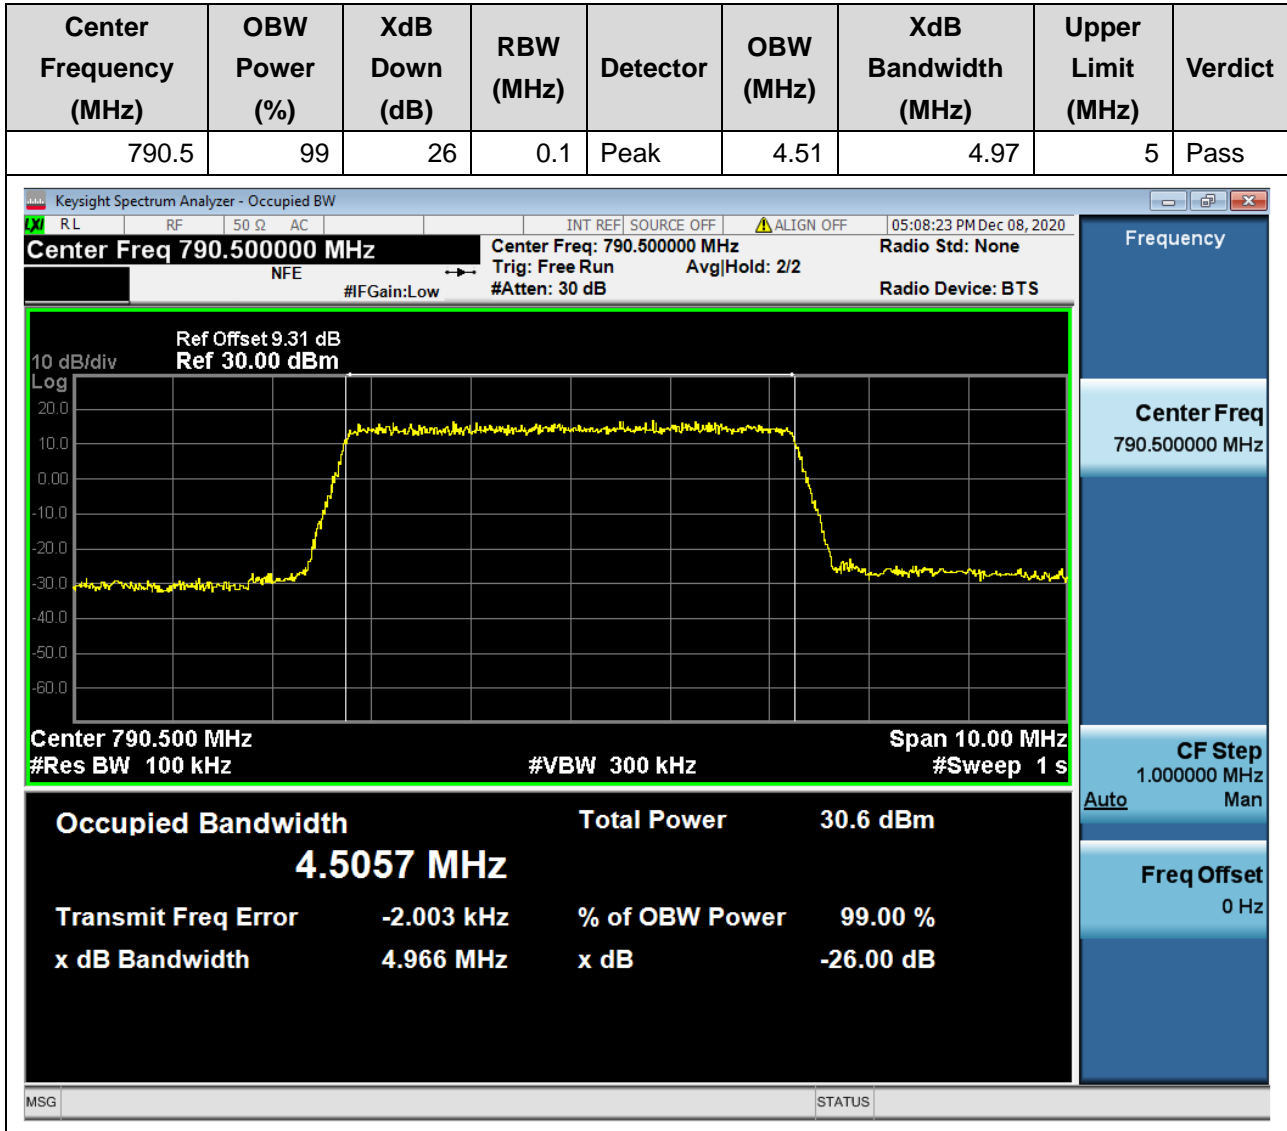 Center Frequency (MHz) OBW Power (%) XdB Down (dB) RBW (MHz) Detector OBW (MHz) XdB Bandwidth (MHz) Upper Limit (MHz) Verdict
790.5 99 26 0.1 Peak 4.51 4.97 5 Pass
Keysight Spectrum Analyzer - Occupied BW
LXI RL RF 50 Ω AC INT REF SOURCE OFF ALIGN OFF 05:08:23 PM Dec 08, 2020
Center Freq 790.500000 MHz Center Freq: 790.500000 MHz Radio Std: None
NFE Trig: Free Run Avg|Hold: 2/2
#IFGain:Low #Atten: 30 dB Radio Device: BTS
Ref Offset 9.31 dB
10 dB/div Ref 30.00 dBm
Log
20.0
10.0
0.00
-10.0
-20.0
-30.0
-40.0
-50.0
-60.0
Center 790.500 MHz Span 10.00 MHz
#Res BW 100 kHz #VBW 300 kHz #Sweep 1 s
Occupied Bandwidth Total Power 30.6 dBm
4.5057 MHz
Transmit Freq Error -2.003 kHz % of OBW Power 99.00 %
x dB Bandwidth 4.966 MHz x dB -26.00 dB
Frequency
Center Freq
790.500000 MHz
CF Step
1.000000 MHz
Auto Man
Freq Offset
0 Hz
MSG STATUS